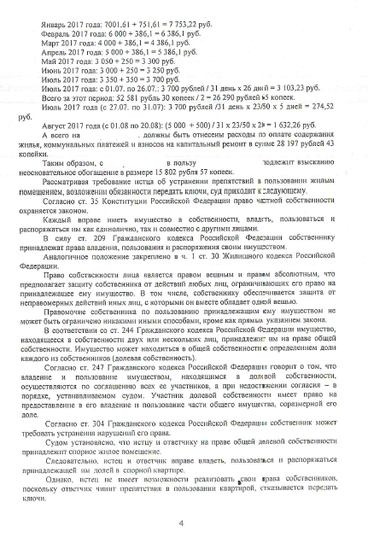 Январь 2017 года: 7001,61 + 751,61 = 7 753,22 руб.
Февраль 2017 года: 6 000 + 386,1 = 6 386,1 руб.
Март 2017 года: 4 000 + 386,1 = 4 386,1 руб.
Апрель 2017 года: 5 000 + 386,1 = 5 386,1 руб.
Май 2017 года: 3 050 + 250 = 3 300 руб.
Июнь 2017 года: 3 000 + 250 = 3 250 руб.
Июль 2017 года: 3 350 + 350 = 3 700 руб.
Июль 2017 года: с 01.07. по 26.07.: 3 700 рублей / 31 день х 26 дней = 3 103,23 руб.
Всего за этот период: 52 581 рубль 30 копеек / 2 = 26 290 рублей 65 копеек.
Июль 2017 года (с 27.07. по 31.07): 3 700 рублей /31 день х 23/50 х 5 дней = 274,52
руб.
Август 2017 года (с 01.08 по 20.08): (5 000 + 500) / 31 х 23/50 х 20 = 1 632,26 руб.
А всего на должны быть отнесены расходы по оплате содержания
жилья, коммунальных платежей и взносов на капитальный ремонт в сумме 28 197 рублей 43
копейки.
Таким образом, с в пользу подлежит взысканию
неосновательное обогащение в размере 15 802 рубля 57 копеек.
Рассматривая требование истца об устранении препятствий в пользовании жилым
помещением, возложении обязанности передать ключи, суд приходит к следующему.
Согласно ст. 35 Конституции Российской Федерации право частной собственности
охраняется законом.
Каждый вправе иметь имущество в собственности, владеть, пользоваться и
распоряжаться им как единолично, так и совместно с другими лицами.
В силу ст. 209 Гражданского кодекса Российской Федерации собственнику
принадлежат права владения, пользования и распоряжения своим имуществом.
Аналогичное положение закреплено в ч. 1 ст. 30 Жилищного кодекса Российской
Федерации.
Право собственности лица является правом вещным и правом абсолютным, что
предполагает защиту собственника от действий любых лиц, ограничивающих его право на
принадлежащее ему имущество. В том числе, собственнику обеспечивается защита от
неправомерных действий иных лиц, с которыми он вместе обладает одной вещью.
Правомочие собственника по пользованию принадлежащим ему имуществом не
может быть ограничено никакими иными способами, кроме как прямым указанием закона.
В соответствии со ст. 244 Гражданского кодекса Российской Федерации имущество,
находящееся в собственности двух или нескольких лиц, принадлежит им на праве общей
собственности. Имущество может находиться в общей собственности с определением доли
каждого из собственников (долевая собственность).
Согласно ст. 247 Гражданского кодекса Российской Федерации говорит о том, что
владение и пользование имуществом, находящимся в долевой собственности,
осуществляются по соглашению всех ее участников, а при недостижении согласия – в
порядке, устанавливаемом судом. Участник долевой собственности имеет право на
предоставление в его владение и пользование части общего имущества, соразмерной его
доле.
Согласно ст. 304 Гражданского кодекса Российской Федерации собственник может
требовать устранения нарушений его права.
Судом установлено, что истцу и ответчику на праве общей долевой собственности
принадлежит спорное жилое помещение.
Следовательно, истец и ответчик вправе владеть, пользоваться и распоряжаться
принадлежащей им долей в спорной квартире.
Однако, истец не имеет возможности реализовать свои права собственников,
поскольку ответчик чинит препятствия в пользовании квартирой, отказывается передать
ключи.
4